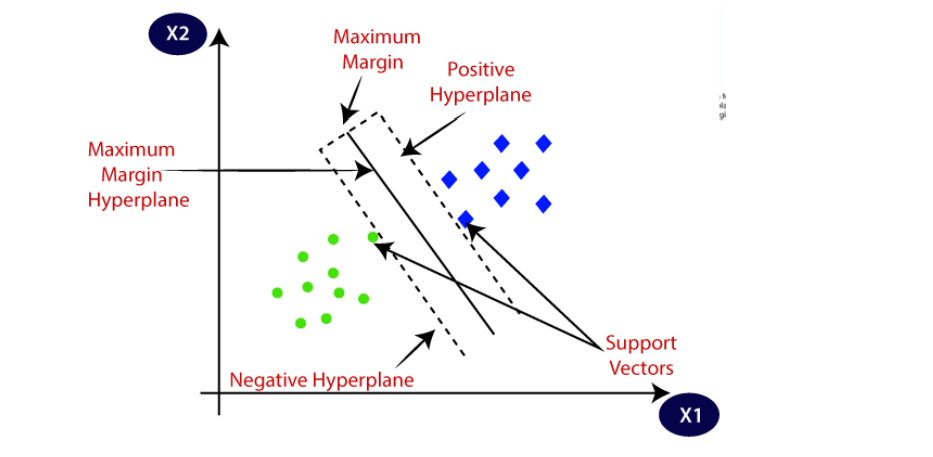 X2
Maximum
Margin
Positive
Hyperplane
Maximum
Margin
Hyperplane
Support
Vectors
Negative Hyperplane
X1